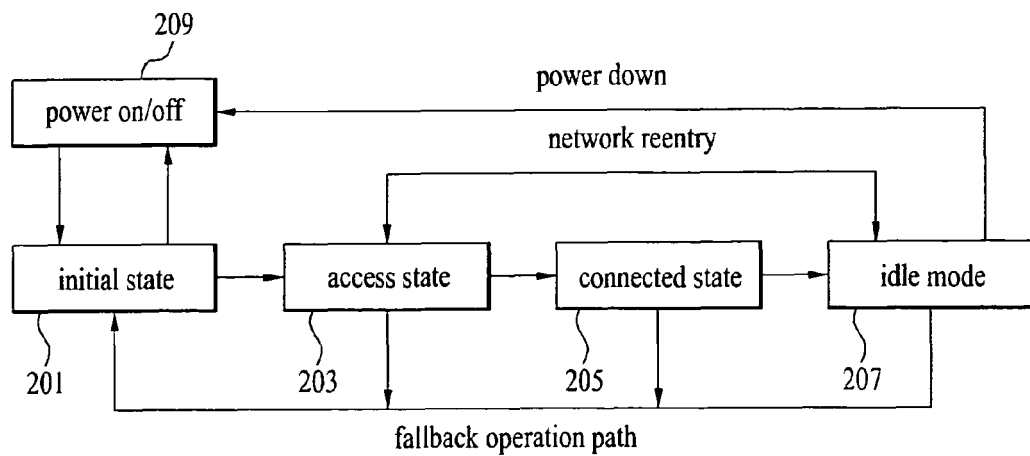 209
power on/off
power down
network reentry
initial state
access state
connected state
idle mode
201
203
205
207
fallback operation path